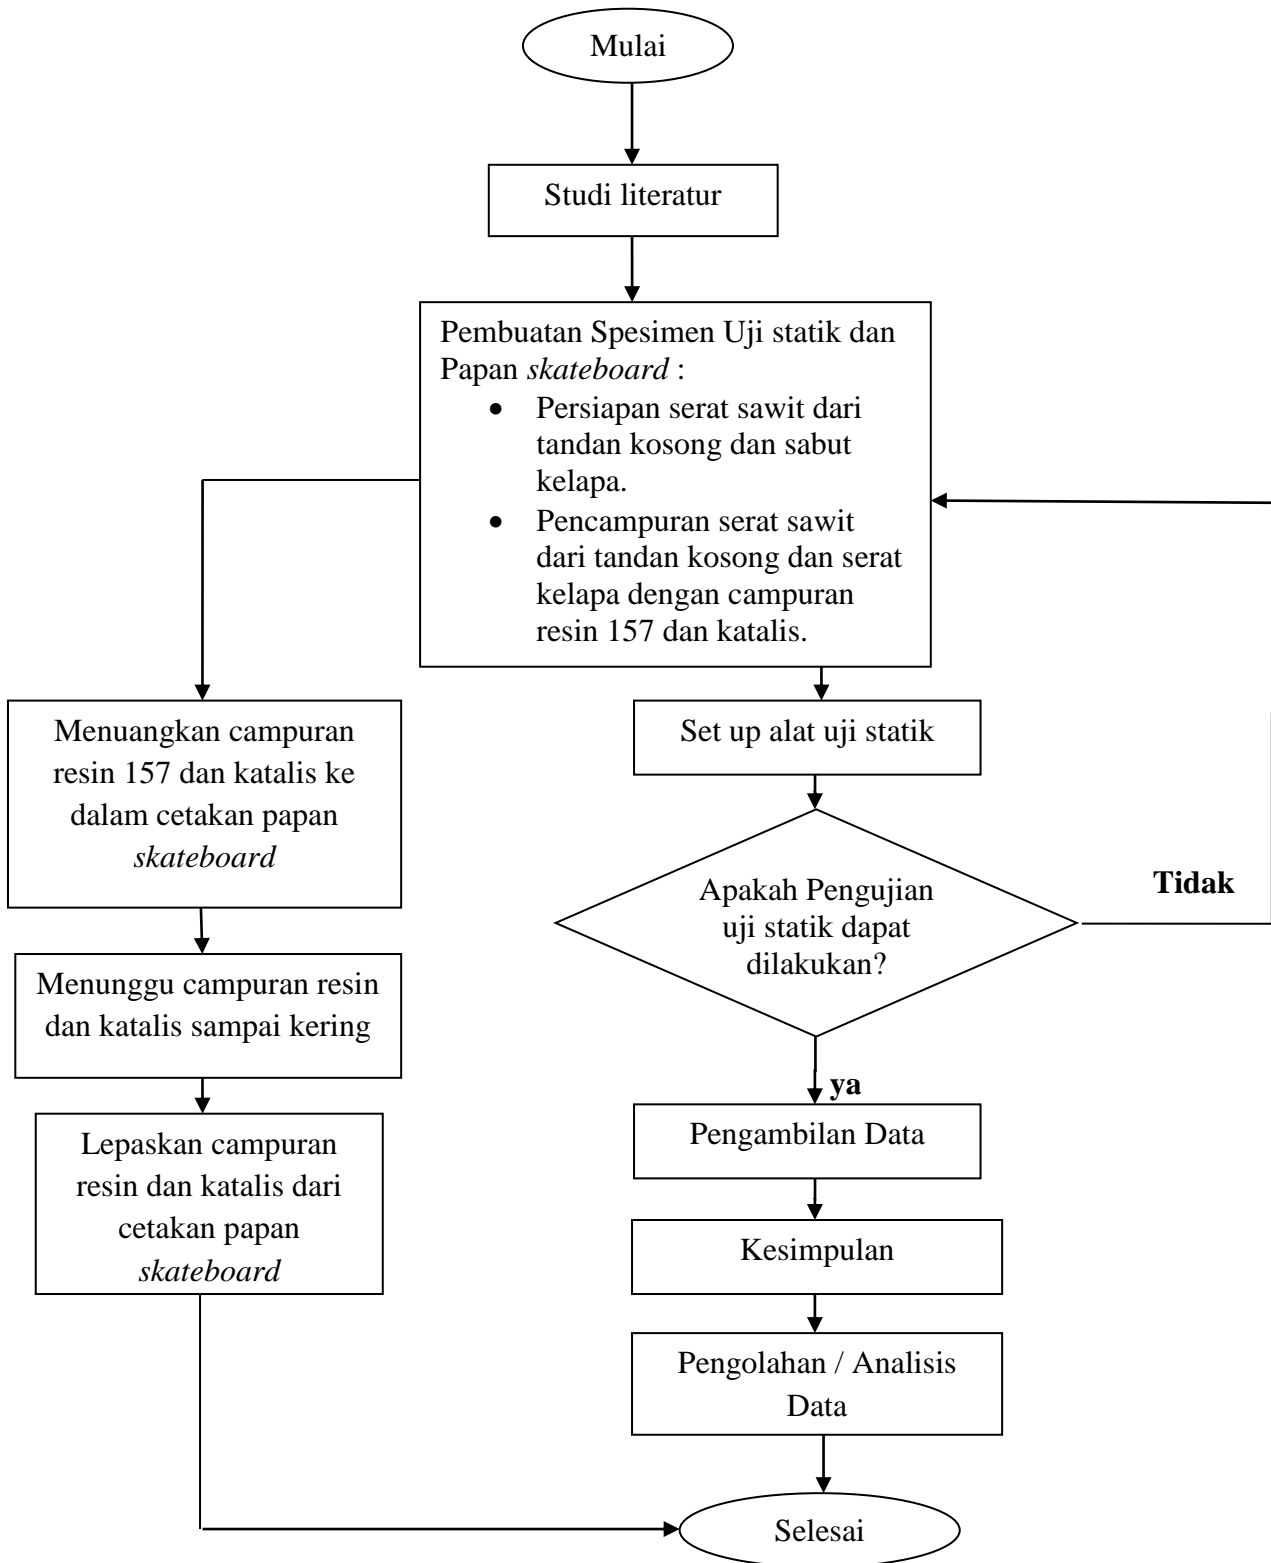 Mulai
Studi literatur
Pembuatan Spesimen Uji statik dan
Papan skateboard :
• Persiapan serat sawit dari
tandan kosong dan sabut
kelapa.
• Pencampuran serat sawit
dari tandan kosong dan serat
kelapa dengan campuran
resin 157 dan katalis.
Menuangkan campuran
resin 157 dan katalis ke
dalam cetakan papan
skateboard
Menunggu campuran resin
dan katalis sampai kering
Lepaskan campuran
resin dan katalis dari
cetakan papan
skateboard
Set up alat uji statik
Apakah Pengujian
uji statik dapat
dilakukan?
Tidak
ya
Pengambilan Data
Kesimpulan
Pengolahan / Analisis
Data
Selesai